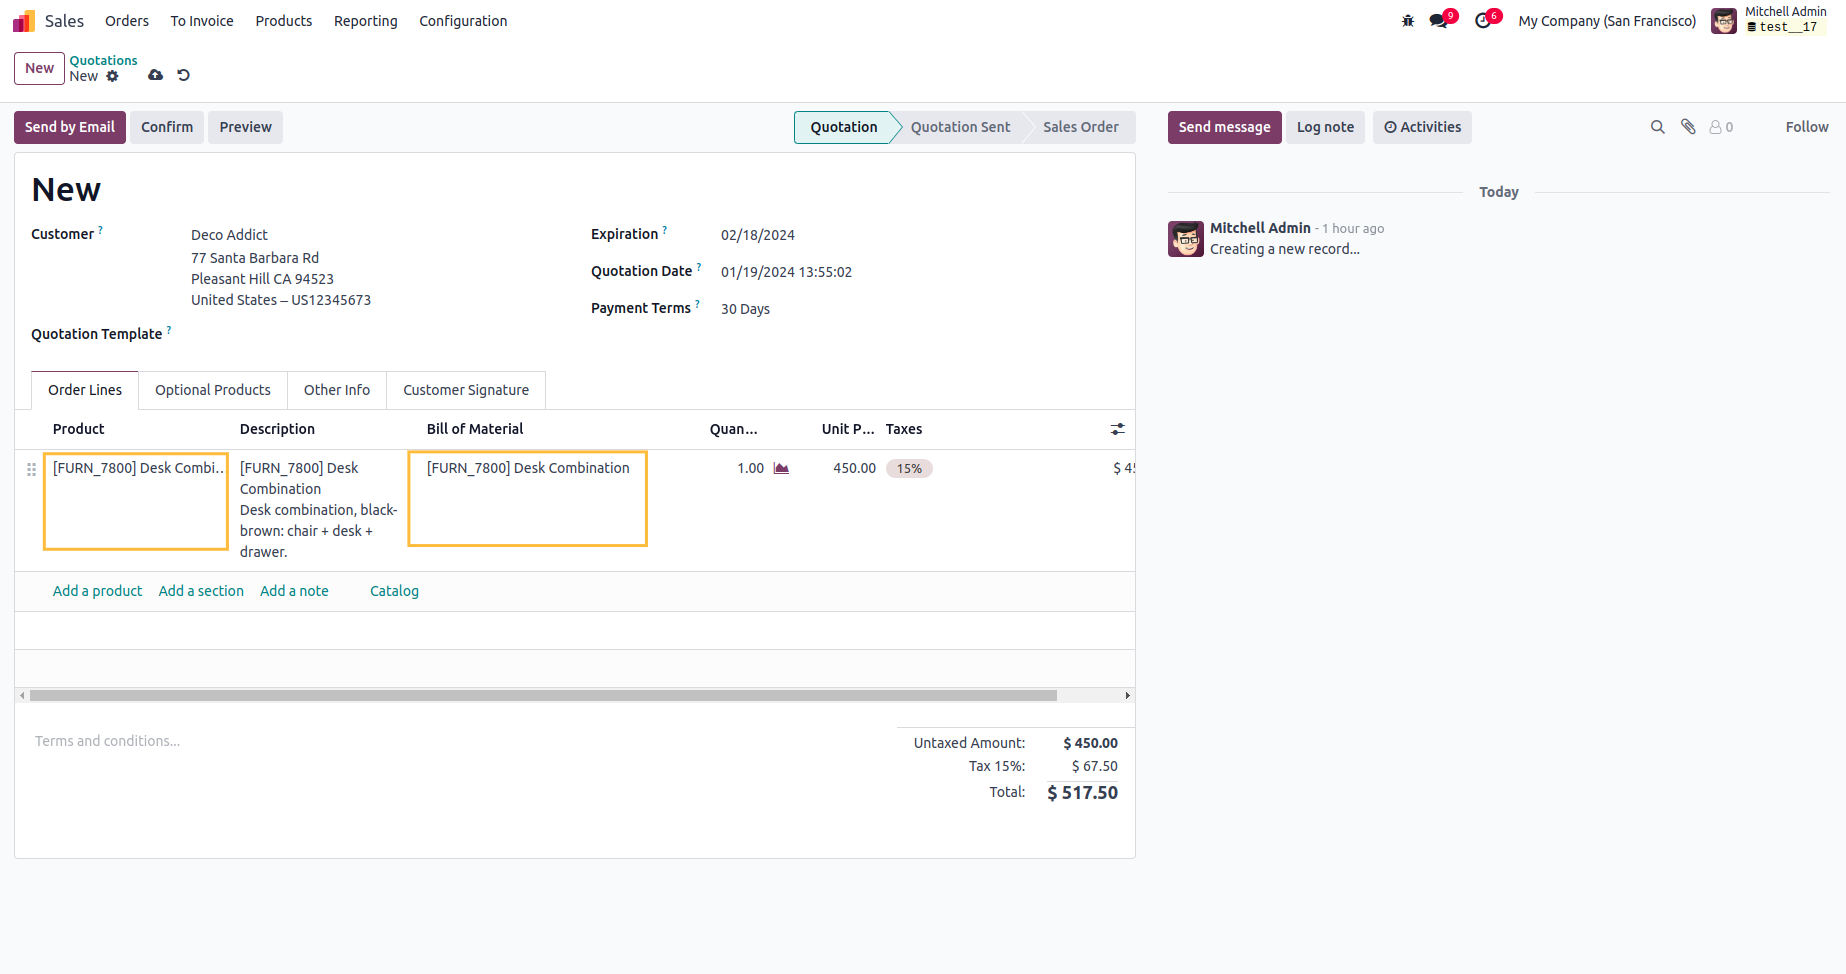 Sales Orders To Invoice Products Reporting Configuration 9 6 My Company (San Francisco) Mitchell Admin
test__17
New Quotations
New
Send by Email Confirm Preview Quotation Quotation Sent Sales Order Send message Log note Activities 0 Follow
New
Customer ? Deco Addict
77 Santa Barbara Rd
Pleasant Hill CA 94523
United States – US12345673
Quotation Template ?
Expiration ? 02/18/2024
Quotation Date ? 01/19/2024 13:55:02
Payment Terms ? 30 Days
Order Lines Optional Products Other Info Customer Signature
Product Description Bill of Material Quan... Unit P... Taxes
[FURN_7800] Desk Combi... [FURN_7800] Desk
Combination
Desk combination, black-
brown: chair + desk +
drawer.
[FURN_7800] Desk Combination 1.00 450.00 15% $ 45
Add a product Add a section Add a note Catalog
Terms and conditions...
Untaxed Amount: $ 450.00
Tax 15%: $ 67.50
Total: $ 517.50
Today
Mitchell Admin - 1 hour ago
Creating a new record...